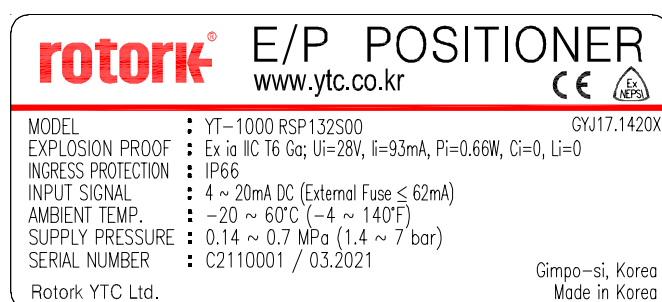 rotork® E/P POSITIONER
www.ytc.co.kr CE Ex NEPSI
MODEL : YT-1000 RSP132S00 GYJ17.1420X
EXPLOSION PROOF : Ex ia IIC T6 Ga; Ui=28V, Ii=93mA, Pi=0.66W, Ci=0, Li=0
INGRESS PROTECTION : IP66
INPUT SIGNAL : 4 ~ 20mA DC (External Fuse ≤ 62mA)
AMBIENT TEMP. : -20 ~ 60°C (-4 ~ 140°F)
SUPPLY PRESSURE : 0.14 ~ 0.7 MPa (1.4 ~ 7 bar)
SERIAL NUMBER : C2110001 / 03.2021
Gimpo-si, Korea
Rotork YTC Ltd. Made in Korea